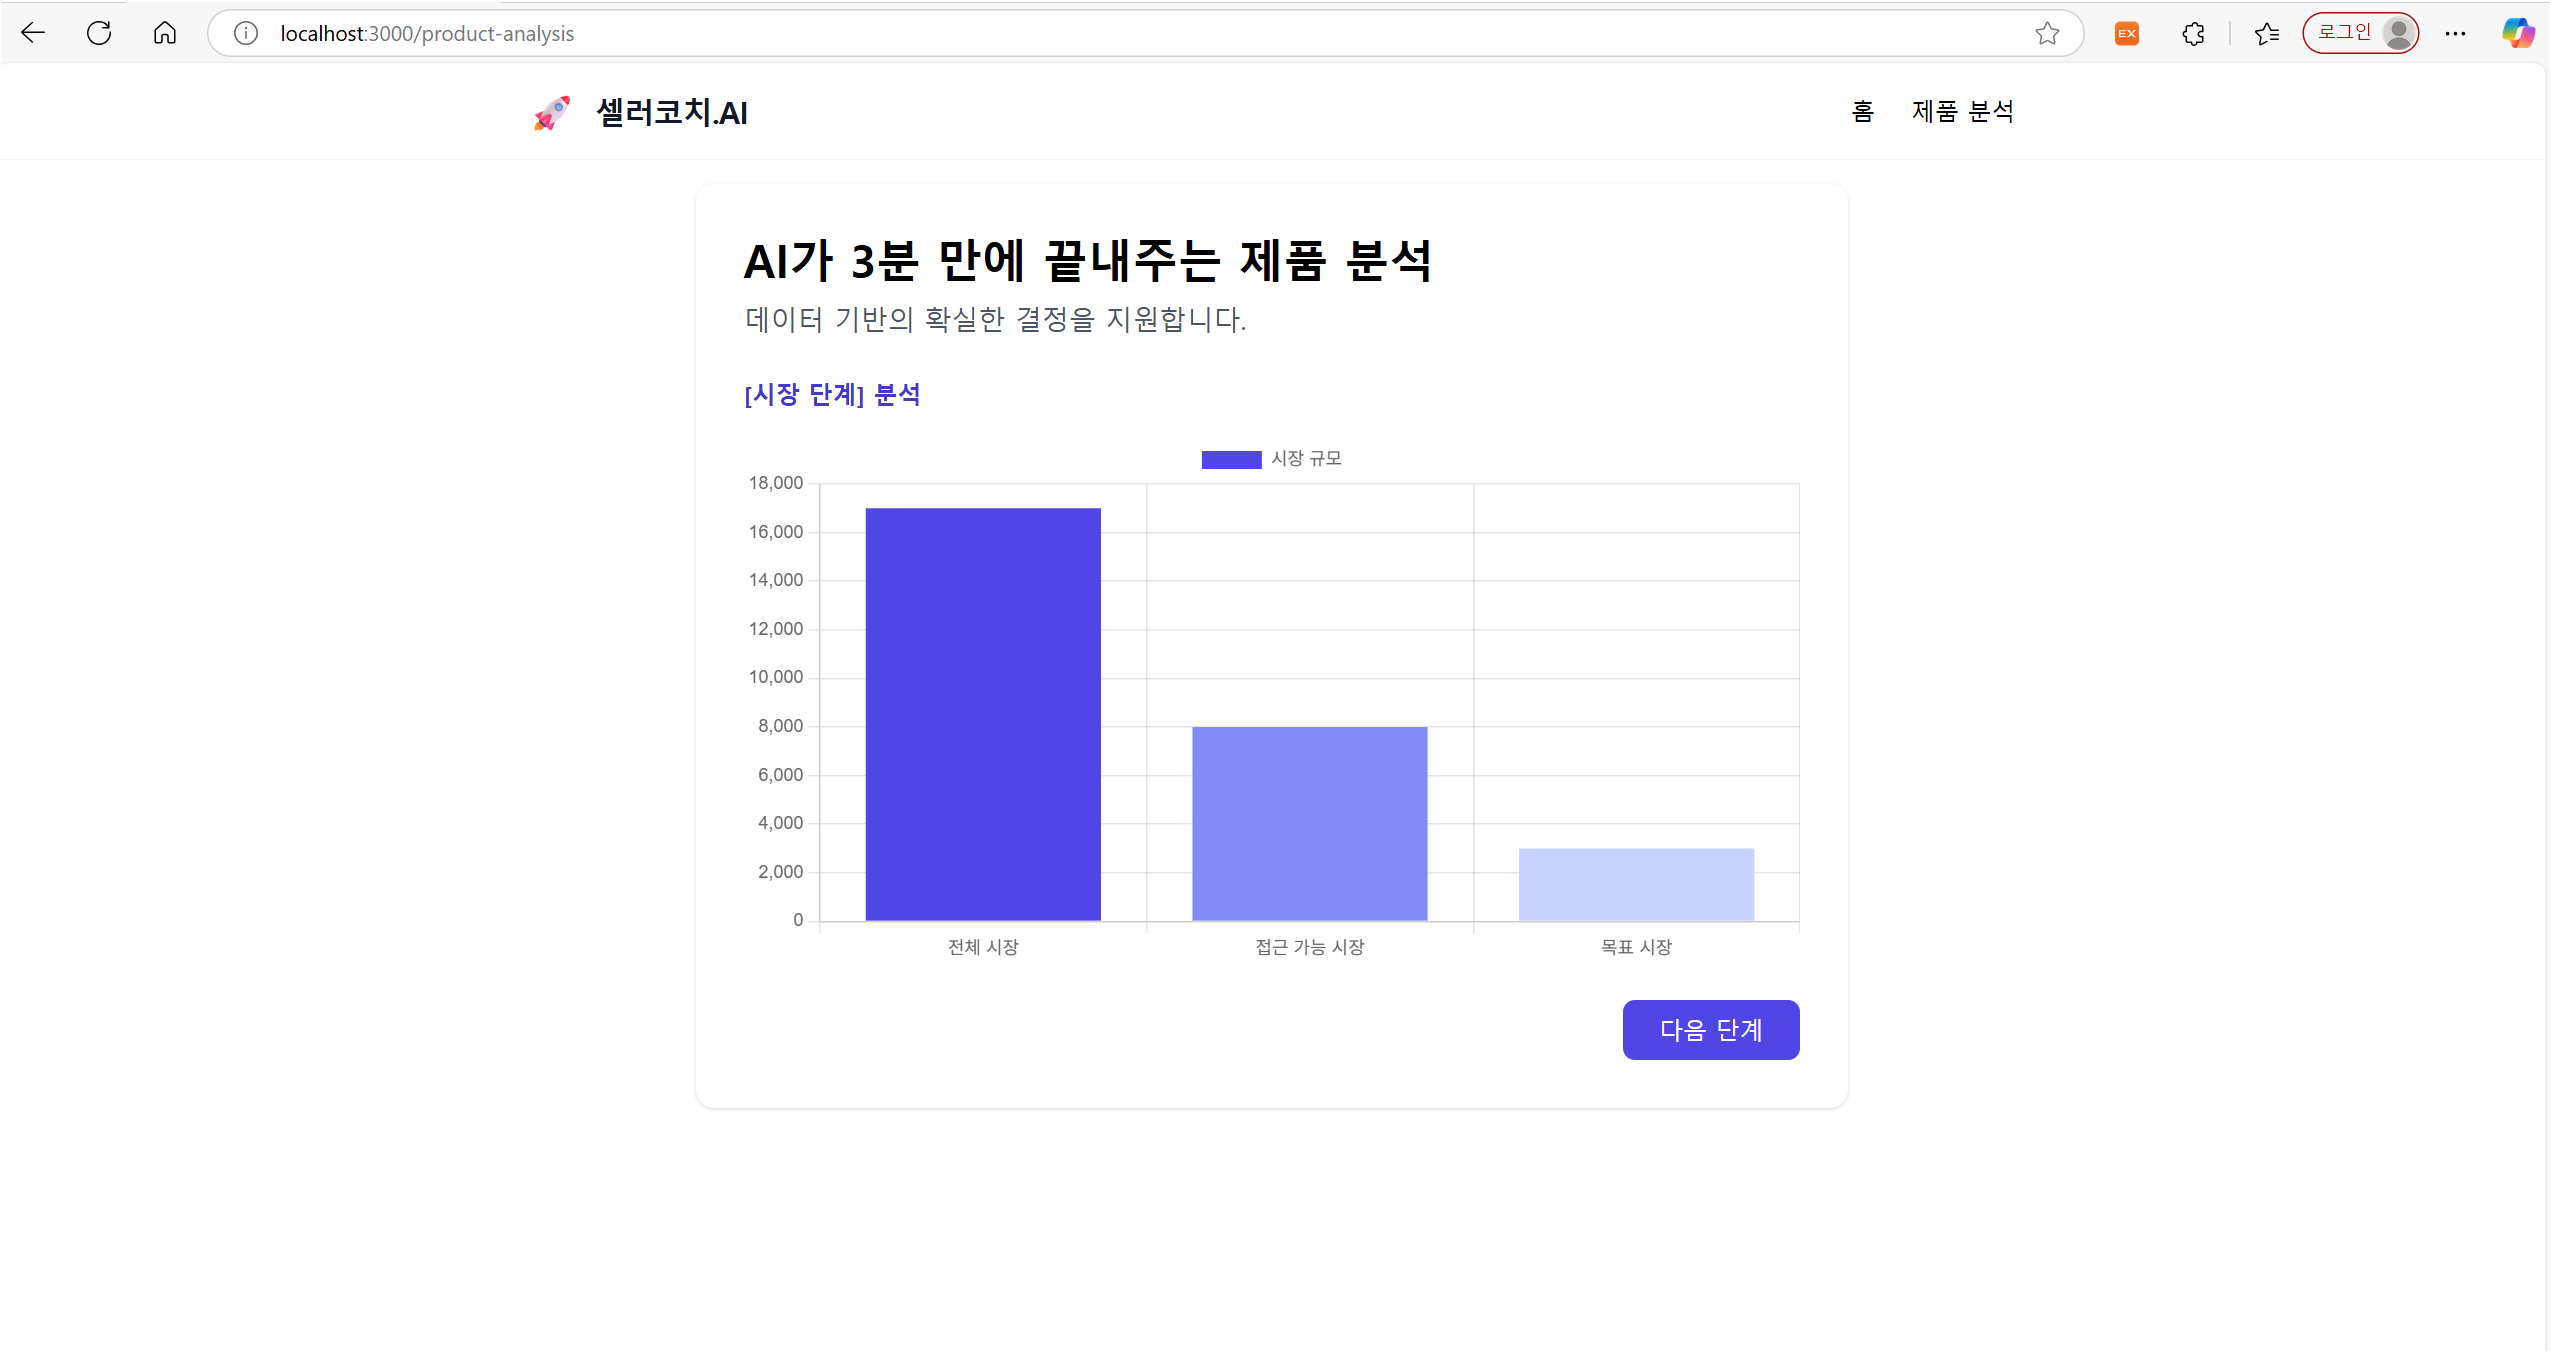 localhost:3000/product-analysis
EX
로그인
셀러코치.AI
홈
제품 분석
AI가 3분 만에 끝내주는 제품 분석
데이터 기반의 확실한 결정을 지원합니다.
[시장 단계] 분석
시장 규모
18,000
16,000
14,000
12,000
10,000
8,000
6,000
4,000
2,000
0
전체 시장
접근 가능 시장
목표 시장
다음 단계